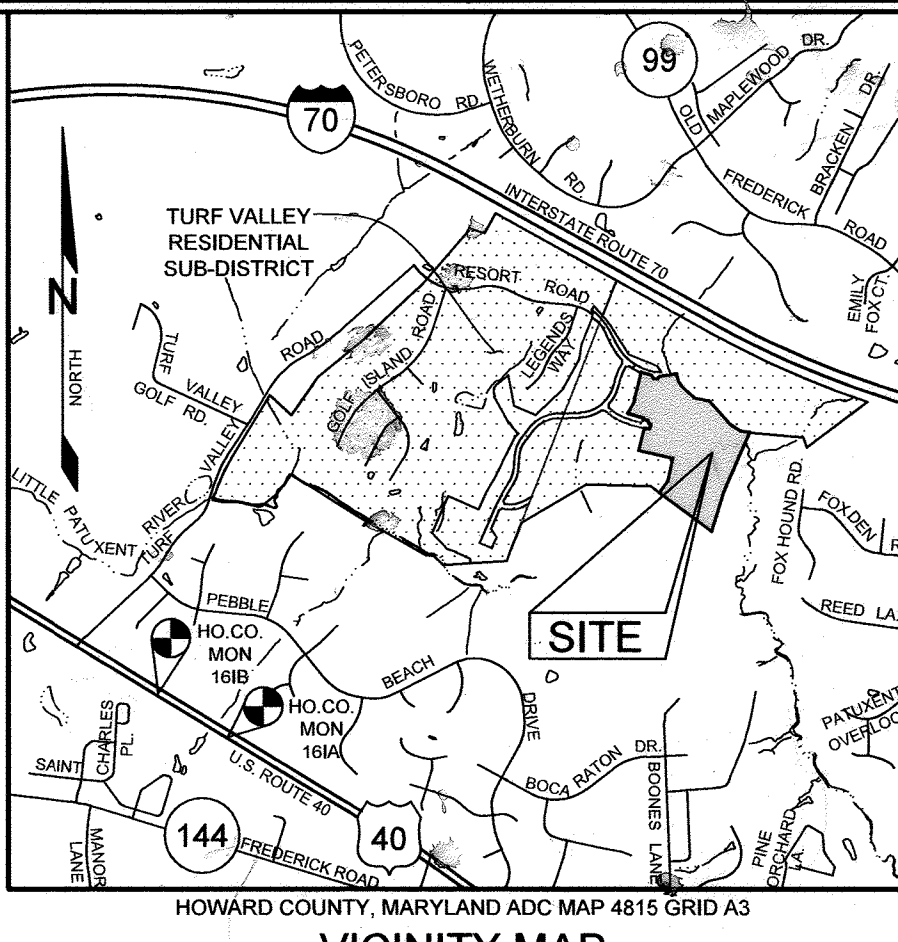 PETERSBORO RD.
WETHERBURN RD
99
OLD FREDERICK ROAD
MAPLEWOOD DR.
BRACKEN DR.
70
INTERSTATE ROUTE 70
EMILY
FOX CT.
TURF VALLEY
RESIDENTIAL
SUB-DISTRICT
N
NORTH
RESORT ROAD
GOLF ISLAND ROAD
LEGENDS
WAY
TURF VALLEY
GOLF RD.
TURF VALLEY ROAD
LITTLE PATUXENT RIVER
FOX HOUND RD.
FOX DEN R
REED LA.
SITE
PEBBLE BEACH DRIVE
HO.CO.
MON
16IB
HO.CO.
MON
16IA
PATUXENT
OVERLOO
BOCA RATON DR.
BOONES LANE
PINE
ORCHARD
LA.
SAINT CHARLES
PL.
U.S. ROUTE 40
40
144
FREDERICK ROAD
MANOR
LANE
HOWARD COUNTY, MARYLAND ADC MAP 4815 GRID A3
VICINITY MAP